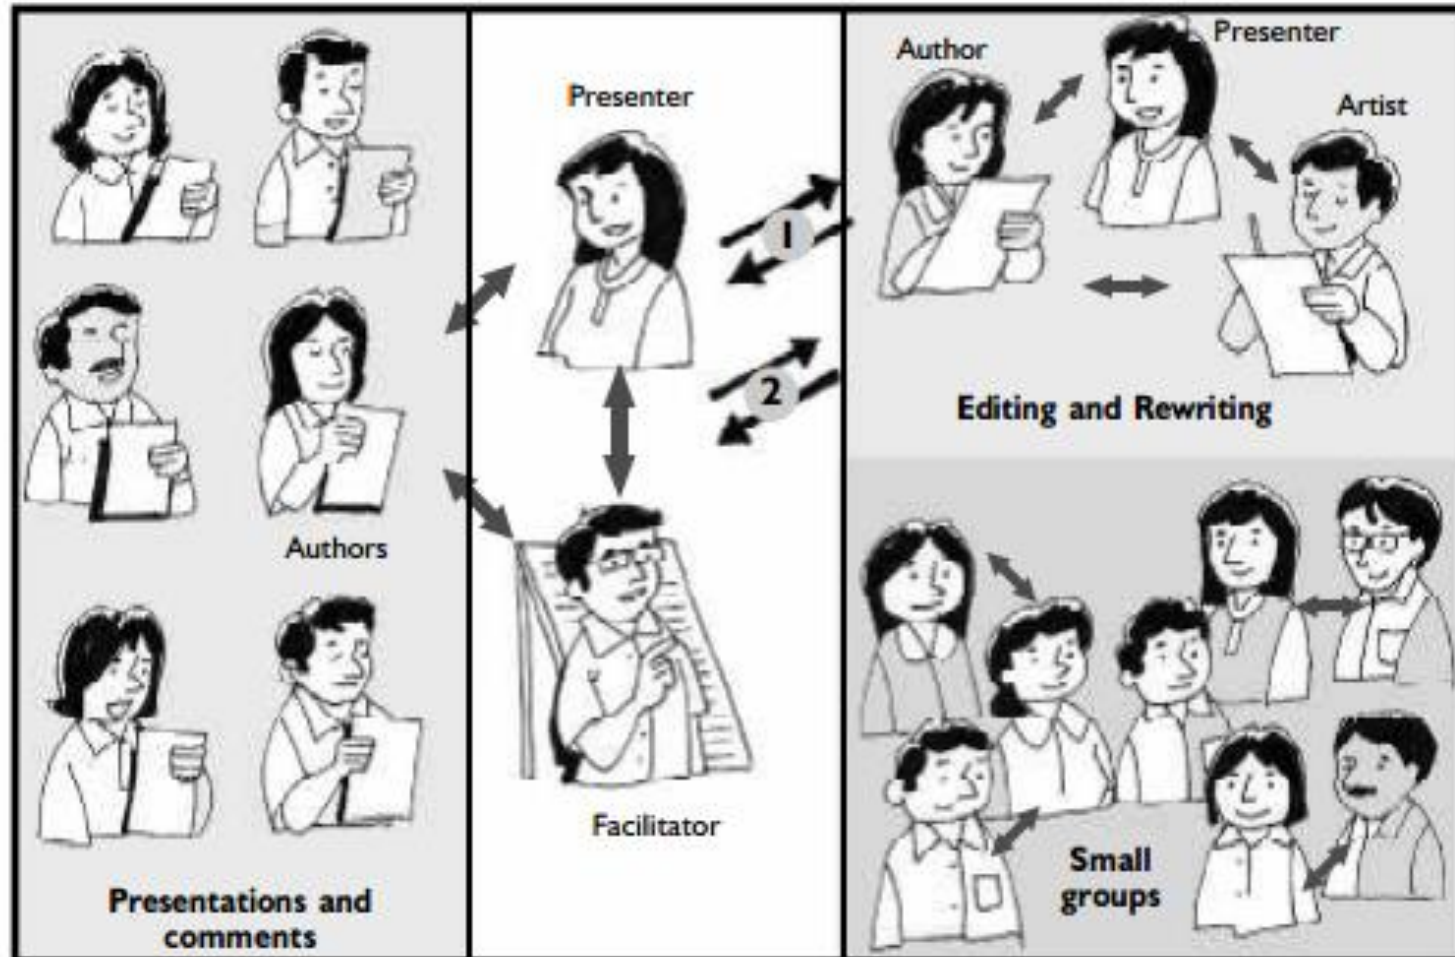 Authors
Presentations and
comments
Presenter
1
2
Facilitator
Author
Presenter
Artist
Editing and Rewriting
Small
groups